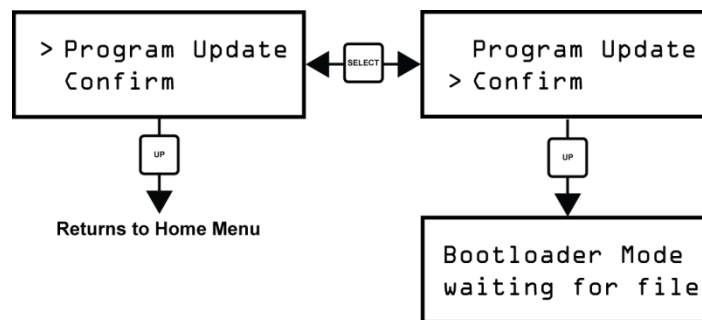 > Program Update
Confirm
SELECT
Program Update
> Confirm
UP
UP
Returns to Home Menu
Bootloader Mode
waiting for file